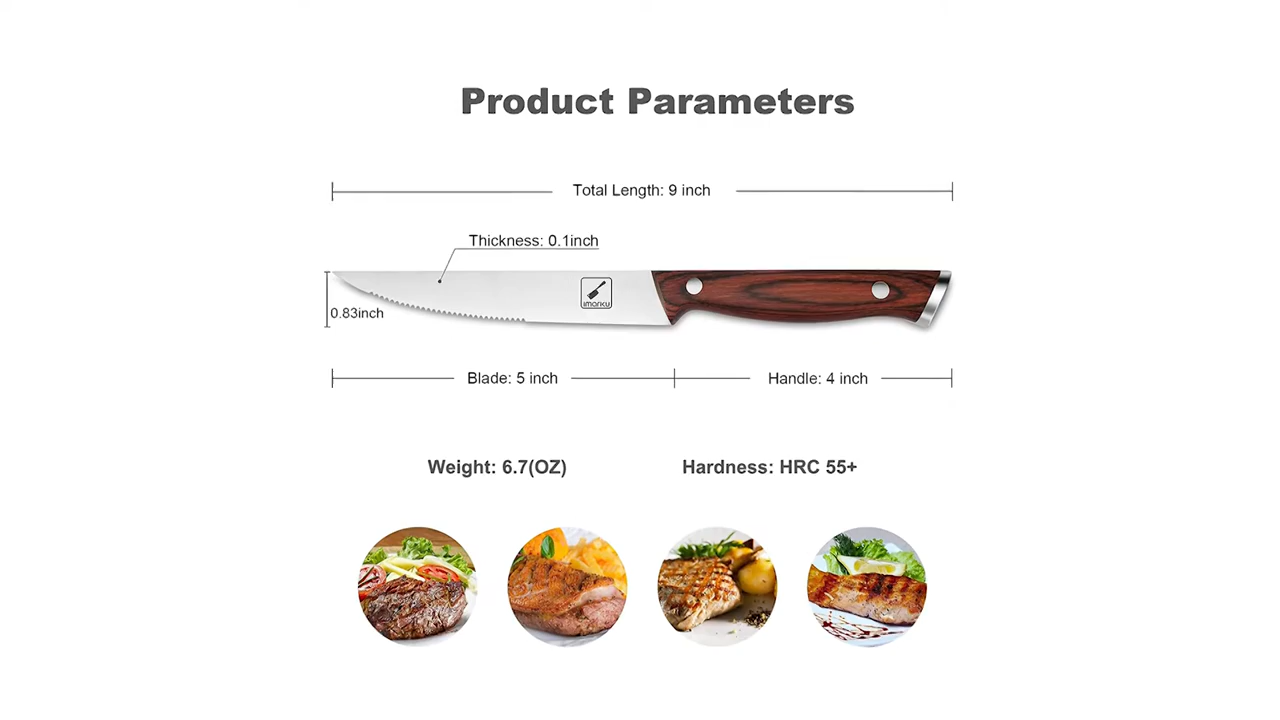 Product Parameters
Total Length: 9 inch
Thickness: 0.1inch
imarku
0.83inch
Blade: 5 inch
Handle: 4 inch
Weight: 6.7(OZ)
Hardness: HRC 55+